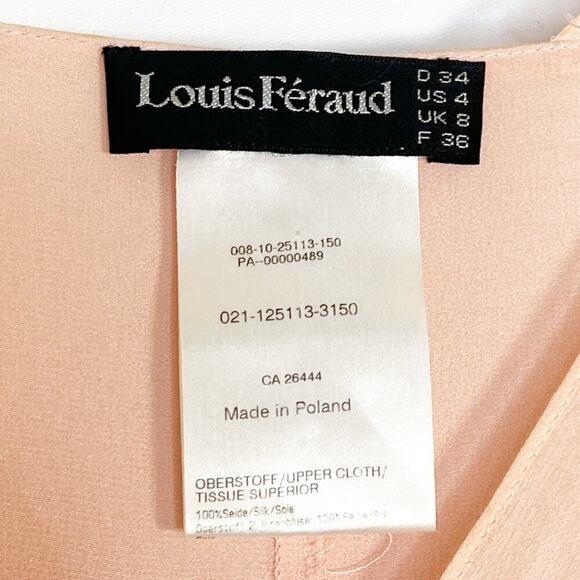 Louis Féraud
D 34
US 4
UK 8
F 36
008-10-25113-150
PA--00000489
021-125113-3150
CA 26444
Made in Poland
OBERSTOFF/UPPER CLOTH/
TISSUE SUPERIOR
100%Seide/Silk/Soie